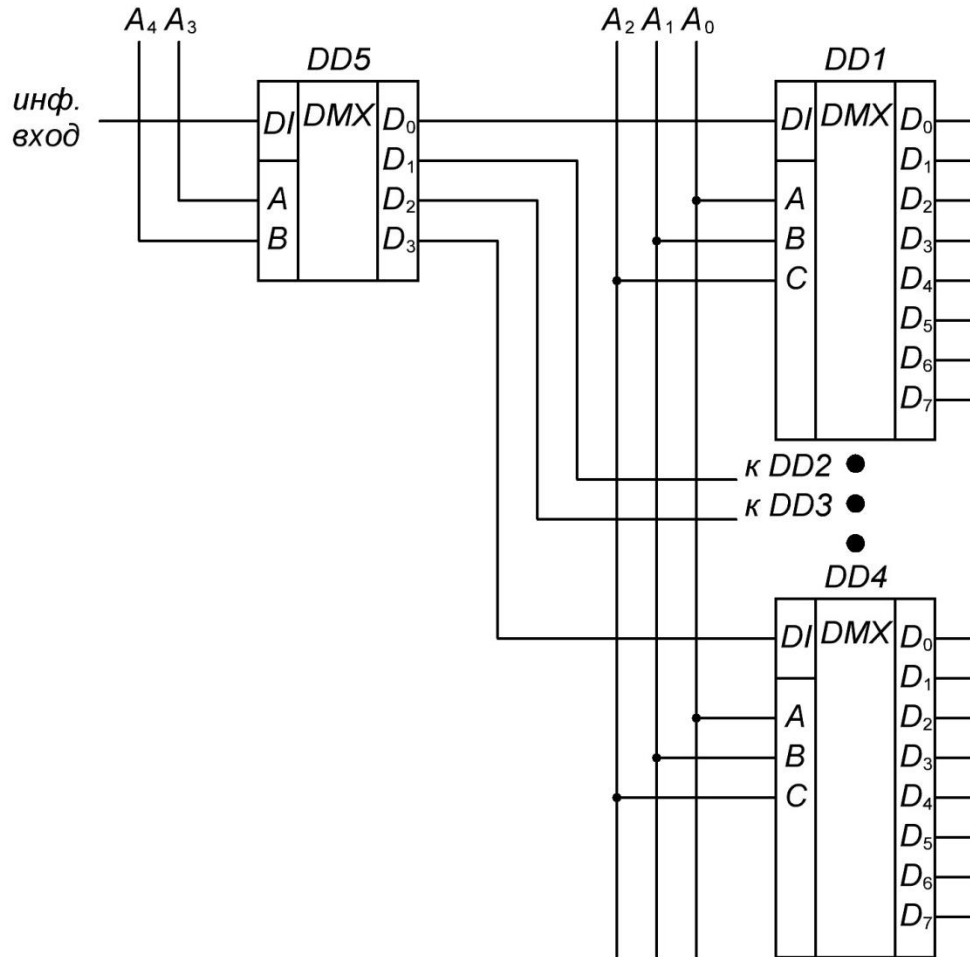 A₄ A₃
A₂ A₁ A₀
DD5
DD1
инф.
вход
DI DMX D₀
D₁
A D₂
B D₃
DI DMX D₀
D₁
A D₂
B D₃
C D₄
D₅
D₆
D₇
к DD2
к DD3
DD4
DI DMX D₀
D₁
A D₂
B D₃
C D₄
D₅
D₆
D₇